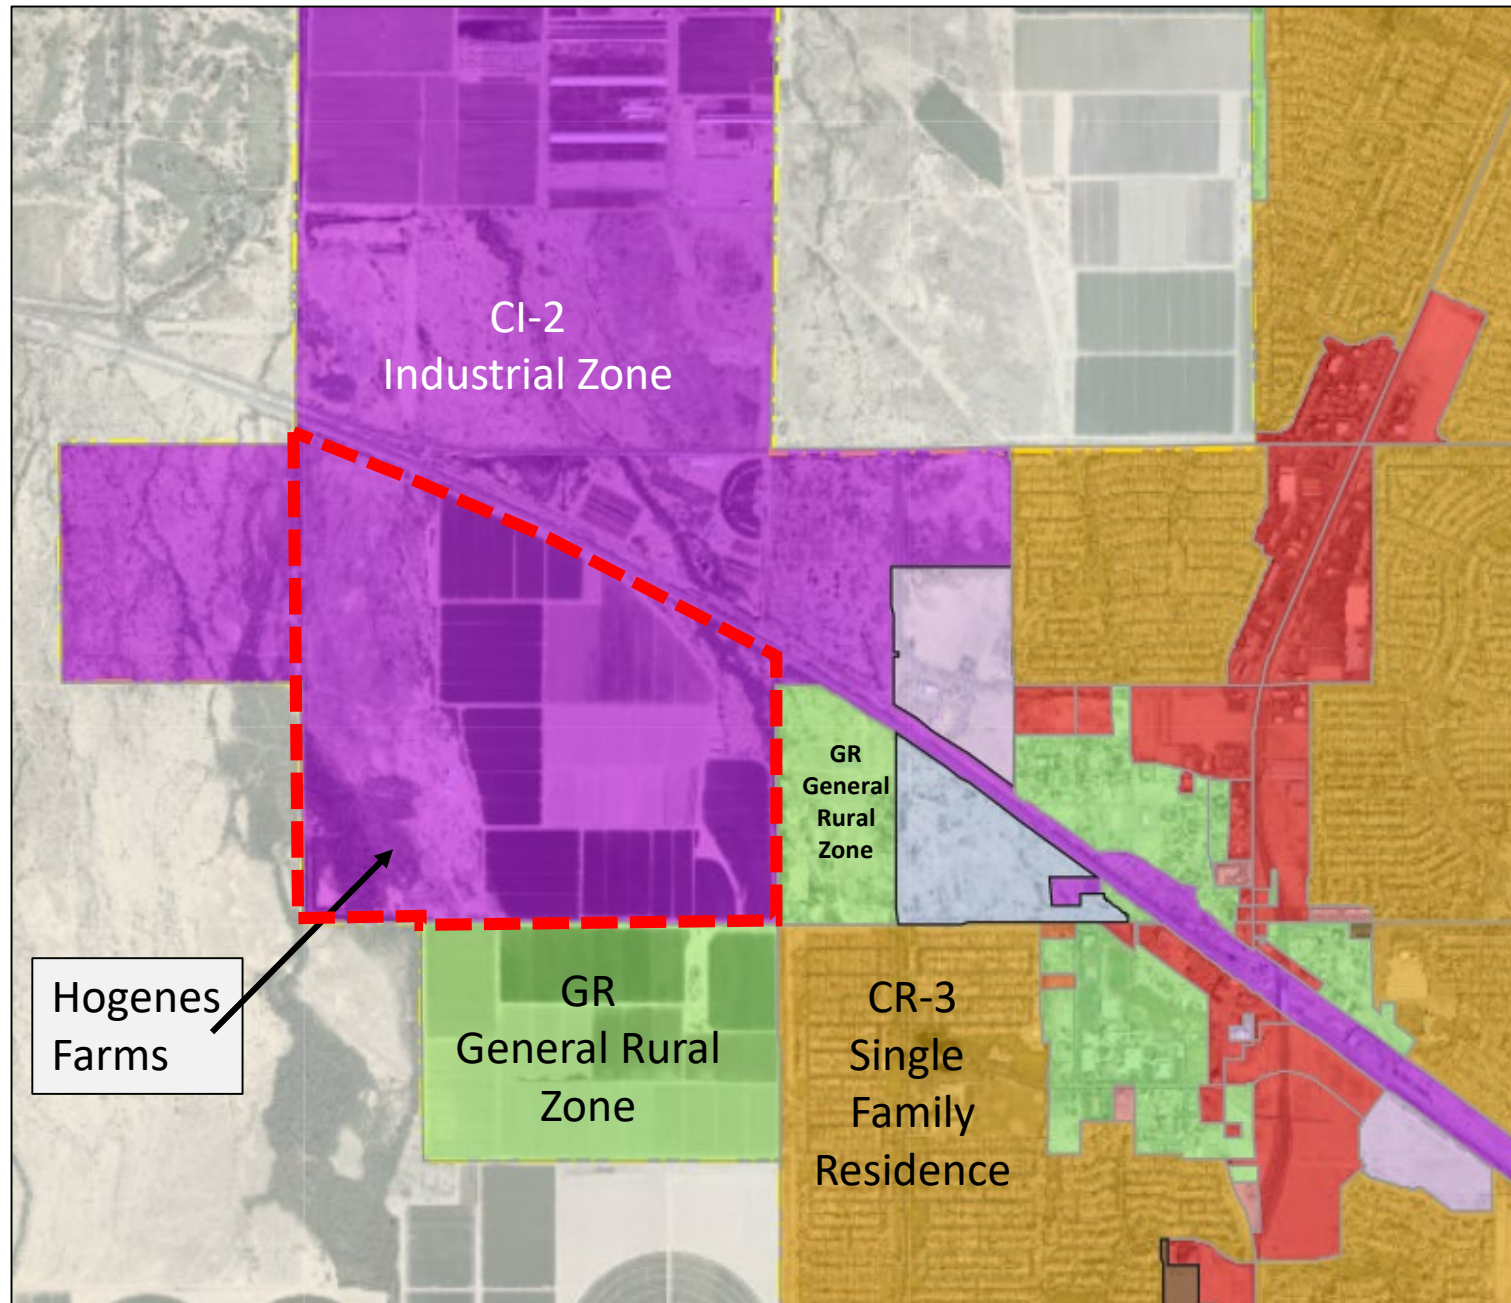 CI-2
Industrial Zone
GR
General
Rural
Zone
Hogenes
Farms
GR
General Rural
Zone
CR-3
Single
Family
Residence